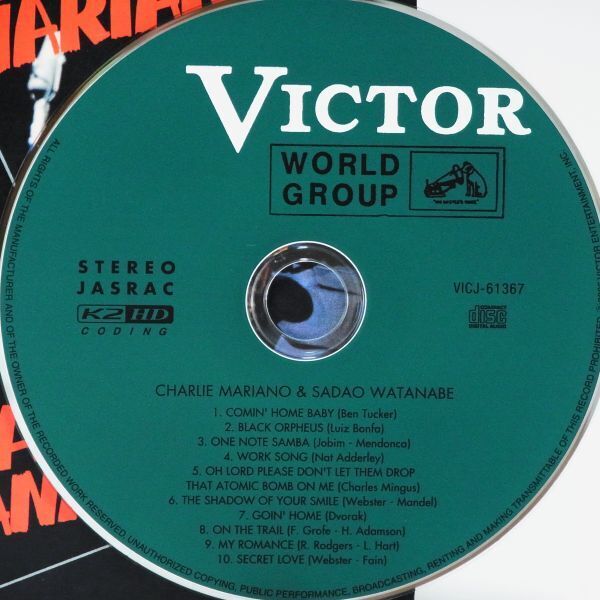 MARIAN
VICTOR
WORLD
GROUP
"HIS MASTER'S VOICE"
STEREO
JASRAC
K2 HD
CODING
VICJ-61367
COMPACT
disc
DIGITAL AUDIO
CHARLIE MARIANO & SADAO WATANABE
1. COMIN' HOME BABY (Ben Tucker)
2. BLACK ORPHEUS (Luiz Bonfa)
3. ONE NOTE SAMBA (Jobim - Mendonca)
4. WORK SONG (Nat Adderley)
5. OH LORD PLEASE DON'T LET THEM DROP
THAT ATOMIC BOMB ON ME (Charles Mingus)
6. THE SHADOW OF YOUR SMILE (Webster - Mandel)
7. GOIN' HOME (Dvorak)
8. ON THE TRAIL (F. Grofe - H. Adamson)
9. MY ROMANCE (R. Rodgers - L. Hart)
10. SECRET LOVE (Webster - Fain)
ALL RIGHTS OF THE MANUFACTURER AND OF THE OWNER OF THE RECORDED WORK RESERVED. UNAUTHORIZED COPYING, PUBLIC PERFORMANCE, BROADCASTING, RENTING AND MAKING TRANSMITTABLE OF THIS RECORD PROHIBITED. ENTERTAINMENT, INC.